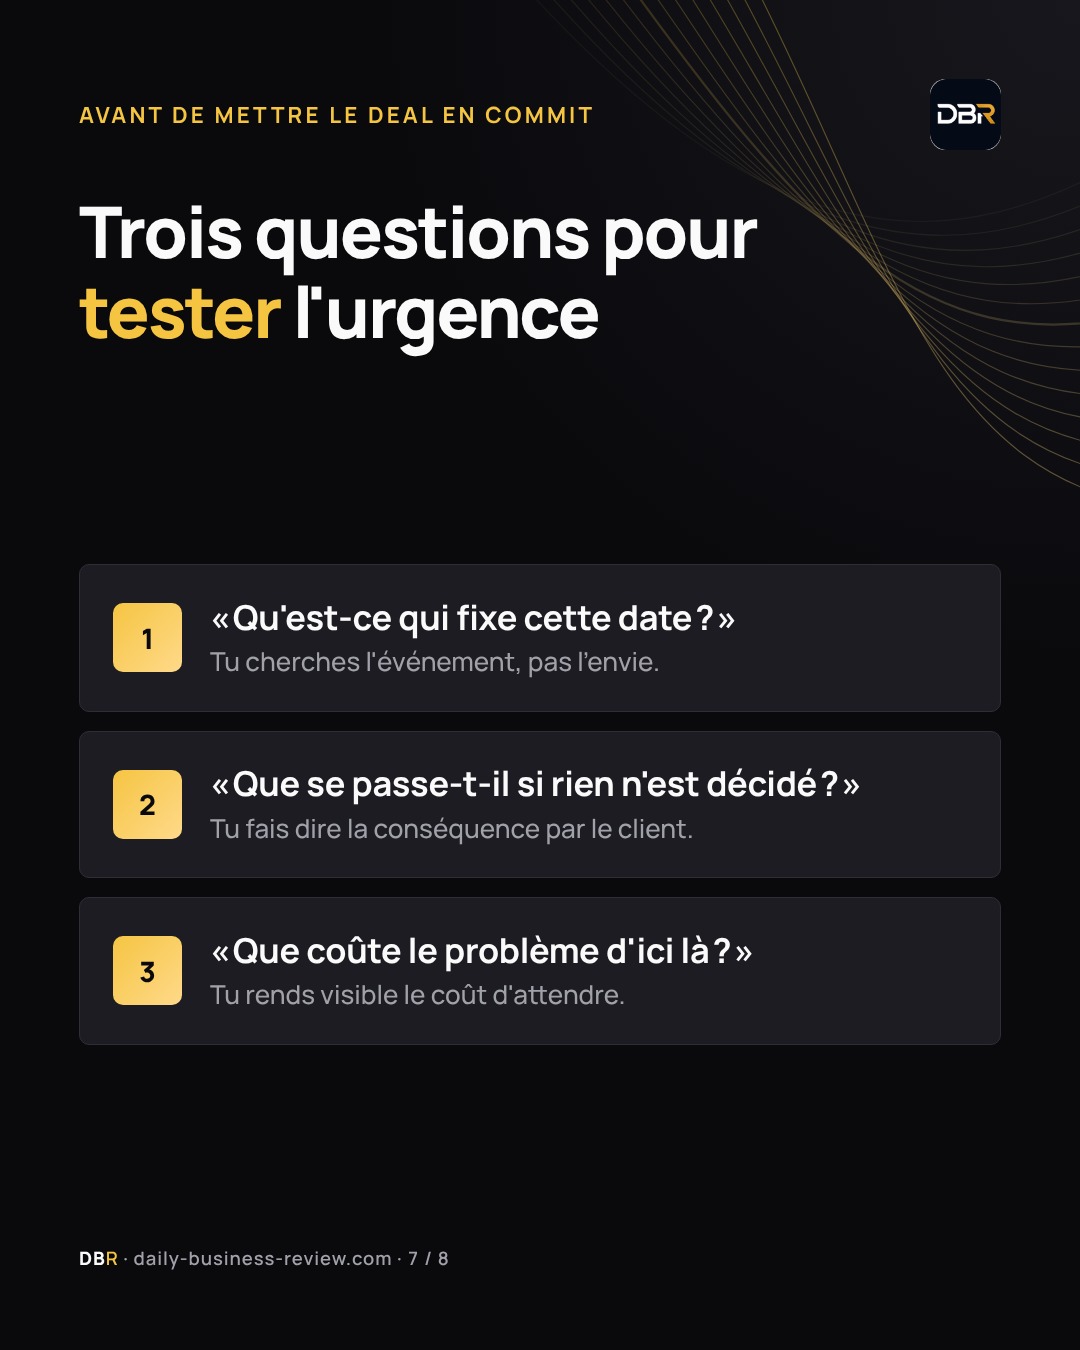 AVANT DE METTRE LE DEAL EN COMMIT
DBR
Trois questions pour
tester l'urgence
1
«Qu'est-ce qui fixe cette date?»
Tu cherches l'événement, pas l’envie.
2
«Que se passe-t-il si rien n'est décidé?»
Tu fais dire la conséquence par le client.
3
«Que coûte le problème d'ici là?»
Tu rends visible le coût d'attendre.
DBR · daily-business-review.com · 7 / 8